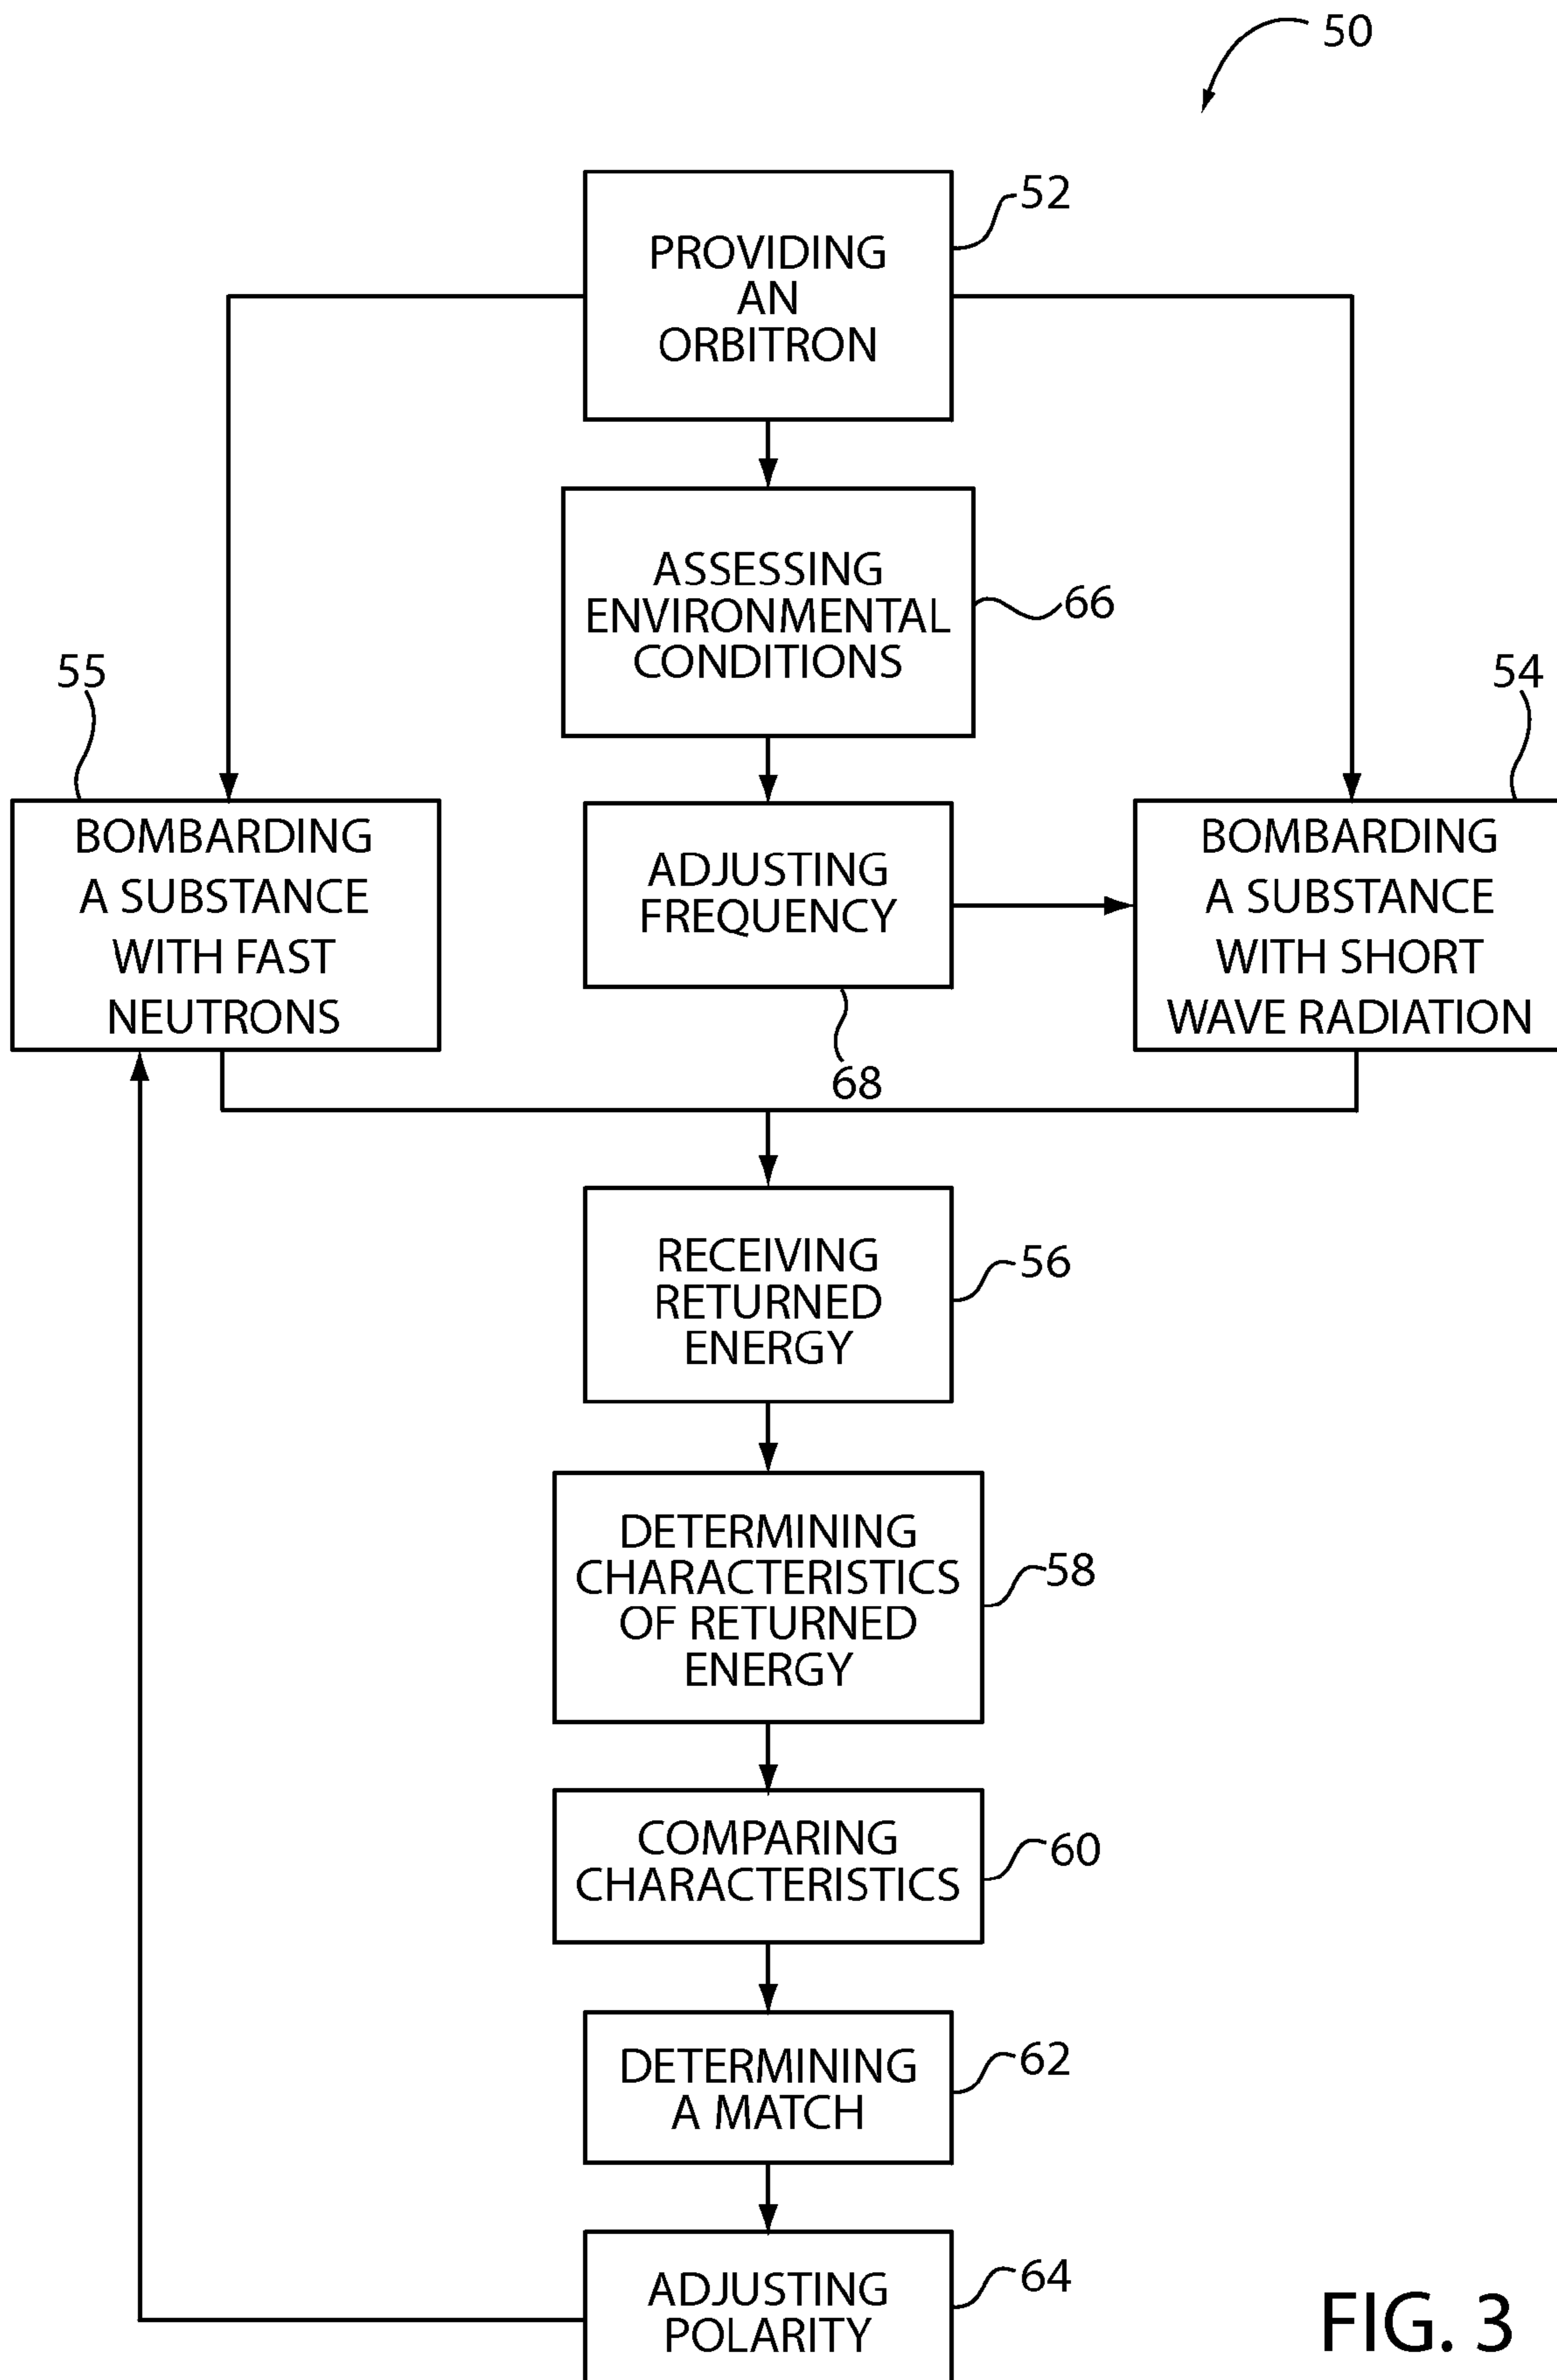 50
52
PROVIDING
AN
ORBITRON
ASSESSING
ENVIRONMENTAL
CONDITIONS
66
55
54
BOMBARDING
A SUBSTANCE
WITH FAST
NEUTRONS
ADJUSTING
FREQUENCY
BOMBARDING
A SUBSTANCE
WITH SHORT
WAVE RADIATION
68
RECEIVING
RETURNED
ENERGY
56
DETERMINING
CHARACTERISTICS
OF RETURNED
ENERGY
58
COMPARING
CHARACTERISTICS
60
DETERMINING
A MATCH
62
ADJUSTING
POLARITY
64
FIG. 3